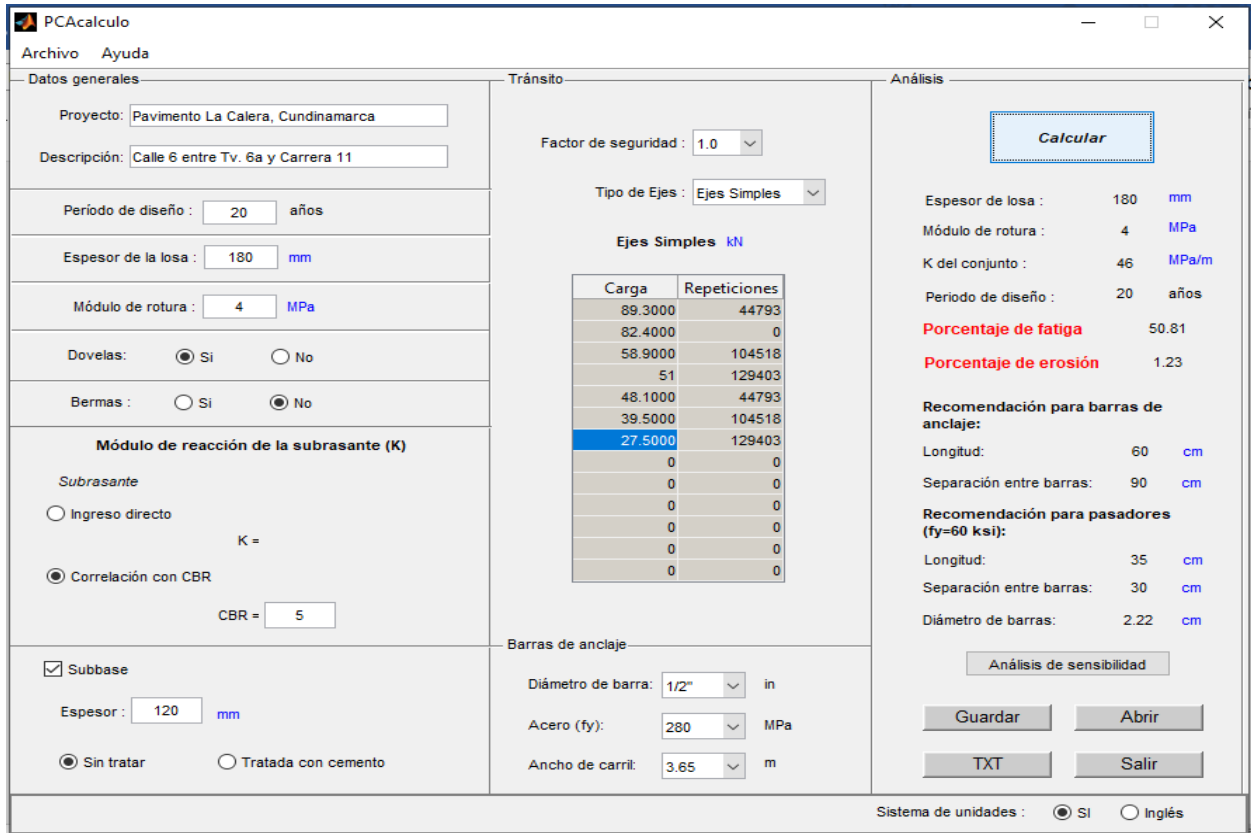 PCAcalculo
Archivo Ayuda
Datos generales
Proyecto: Pavimento La Calera, Cundinamarca
Descripción: Calle 6 entre Tv. 6a y Carrera 11
Período de diseño : 20 años
Espesor de la losa : 180 mm
Módulo de rotura : 4 MPa
Dovelas: Si No
Bermas : Si No
Módulo de reacción de la subrasante (K)
Subrasante
Ingreso directo
K =
Correlación con CBR
CBR = 5
Subbase
Espesor : 120 mm
Sin tratar Tratada con cemento
Tránsito
Factor de seguridad : 1.0
Tipo de Ejes : Ejes Simples
Ejes Simples kN
Carga Repeticiones
89.3000 44793
82.4000 0
58.9000 104518
51 129403
48.1000 44793
39.5000 104518
27.5000 129403
0 0
0 0
0 0
0 0
0 0
0 0
Barras de anclaje
Diámetro de barra: 1/2" in
Acero (fy): 280 MPa
Ancho de carril: 3.65 m
Análisis
Calcular
Espesor de losa : 180 mm
Módulo de rotura : 4 MPa
K del conjunto : 46 MPa/m
Periodo de diseño : 20 años
Porcentaje de fatiga 50.81
Porcentaje de erosión 1.23
Recomendación para barras de
anclaje:
Longitud: 60 cm
Separación entre barras: 90 cm
Recomendación para pasadores
(fy=60 ksi):
Longitud: 35 cm
Separación entre barras: 30 cm
Diámetro de barras: 2.22 cm
Análisis de sensibilidad
Guardar Abrir
TXT Salir
Sistema de unidades : SI Inglés